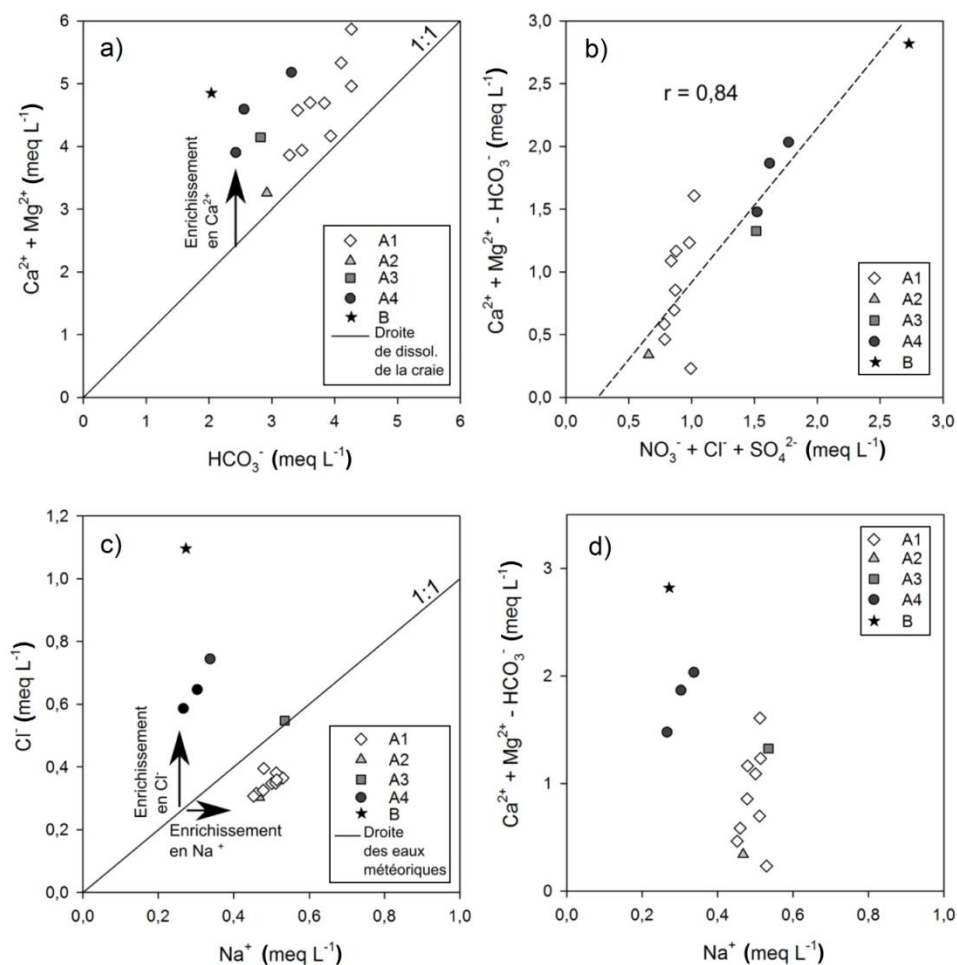 a)
6
5
4
3
2
1
0
Ca2+ + Mg2+ (meq L-1)
0 1 2 3 4 5 6
HCO3- (meq L-1)
1:1
Enrichissement
en Ca2+
A1
A2
A3
A4
B
Droite
de dissol.
de la craie
b)
3,0
2,5
2,0
1,5
1,0
0,5
0,0
Ca2+ + Mg2+ - HCO3- (meq L-1)
0,0 0,5 1,0 1,5 2,0 2,5 3,0
NO3- + Cl- + SO42- (meq L-1)
r = 0,84
A1
A2
A3
A4
B
c)
1,2
1,0
0,8
0,6
0,4
0,2
0,0
Cl- (meq L-1)
0,0 0,2 0,4 0,6 0,8 1,0
Na+ (meq L-1)
1:1
Enrichissement
en Cl-
Enrichissement
en Na+
A1
A2
A3
A4
B
Droite
des eaux
météoriques
d)
3
2
1
0
Ca2+ + Mg2+ - HCO3- (meq L-1)
0,0 0,2 0,4 0,6 0,8 1,0
Na+ (meq L-1)
A1
A2
A3
A4
B